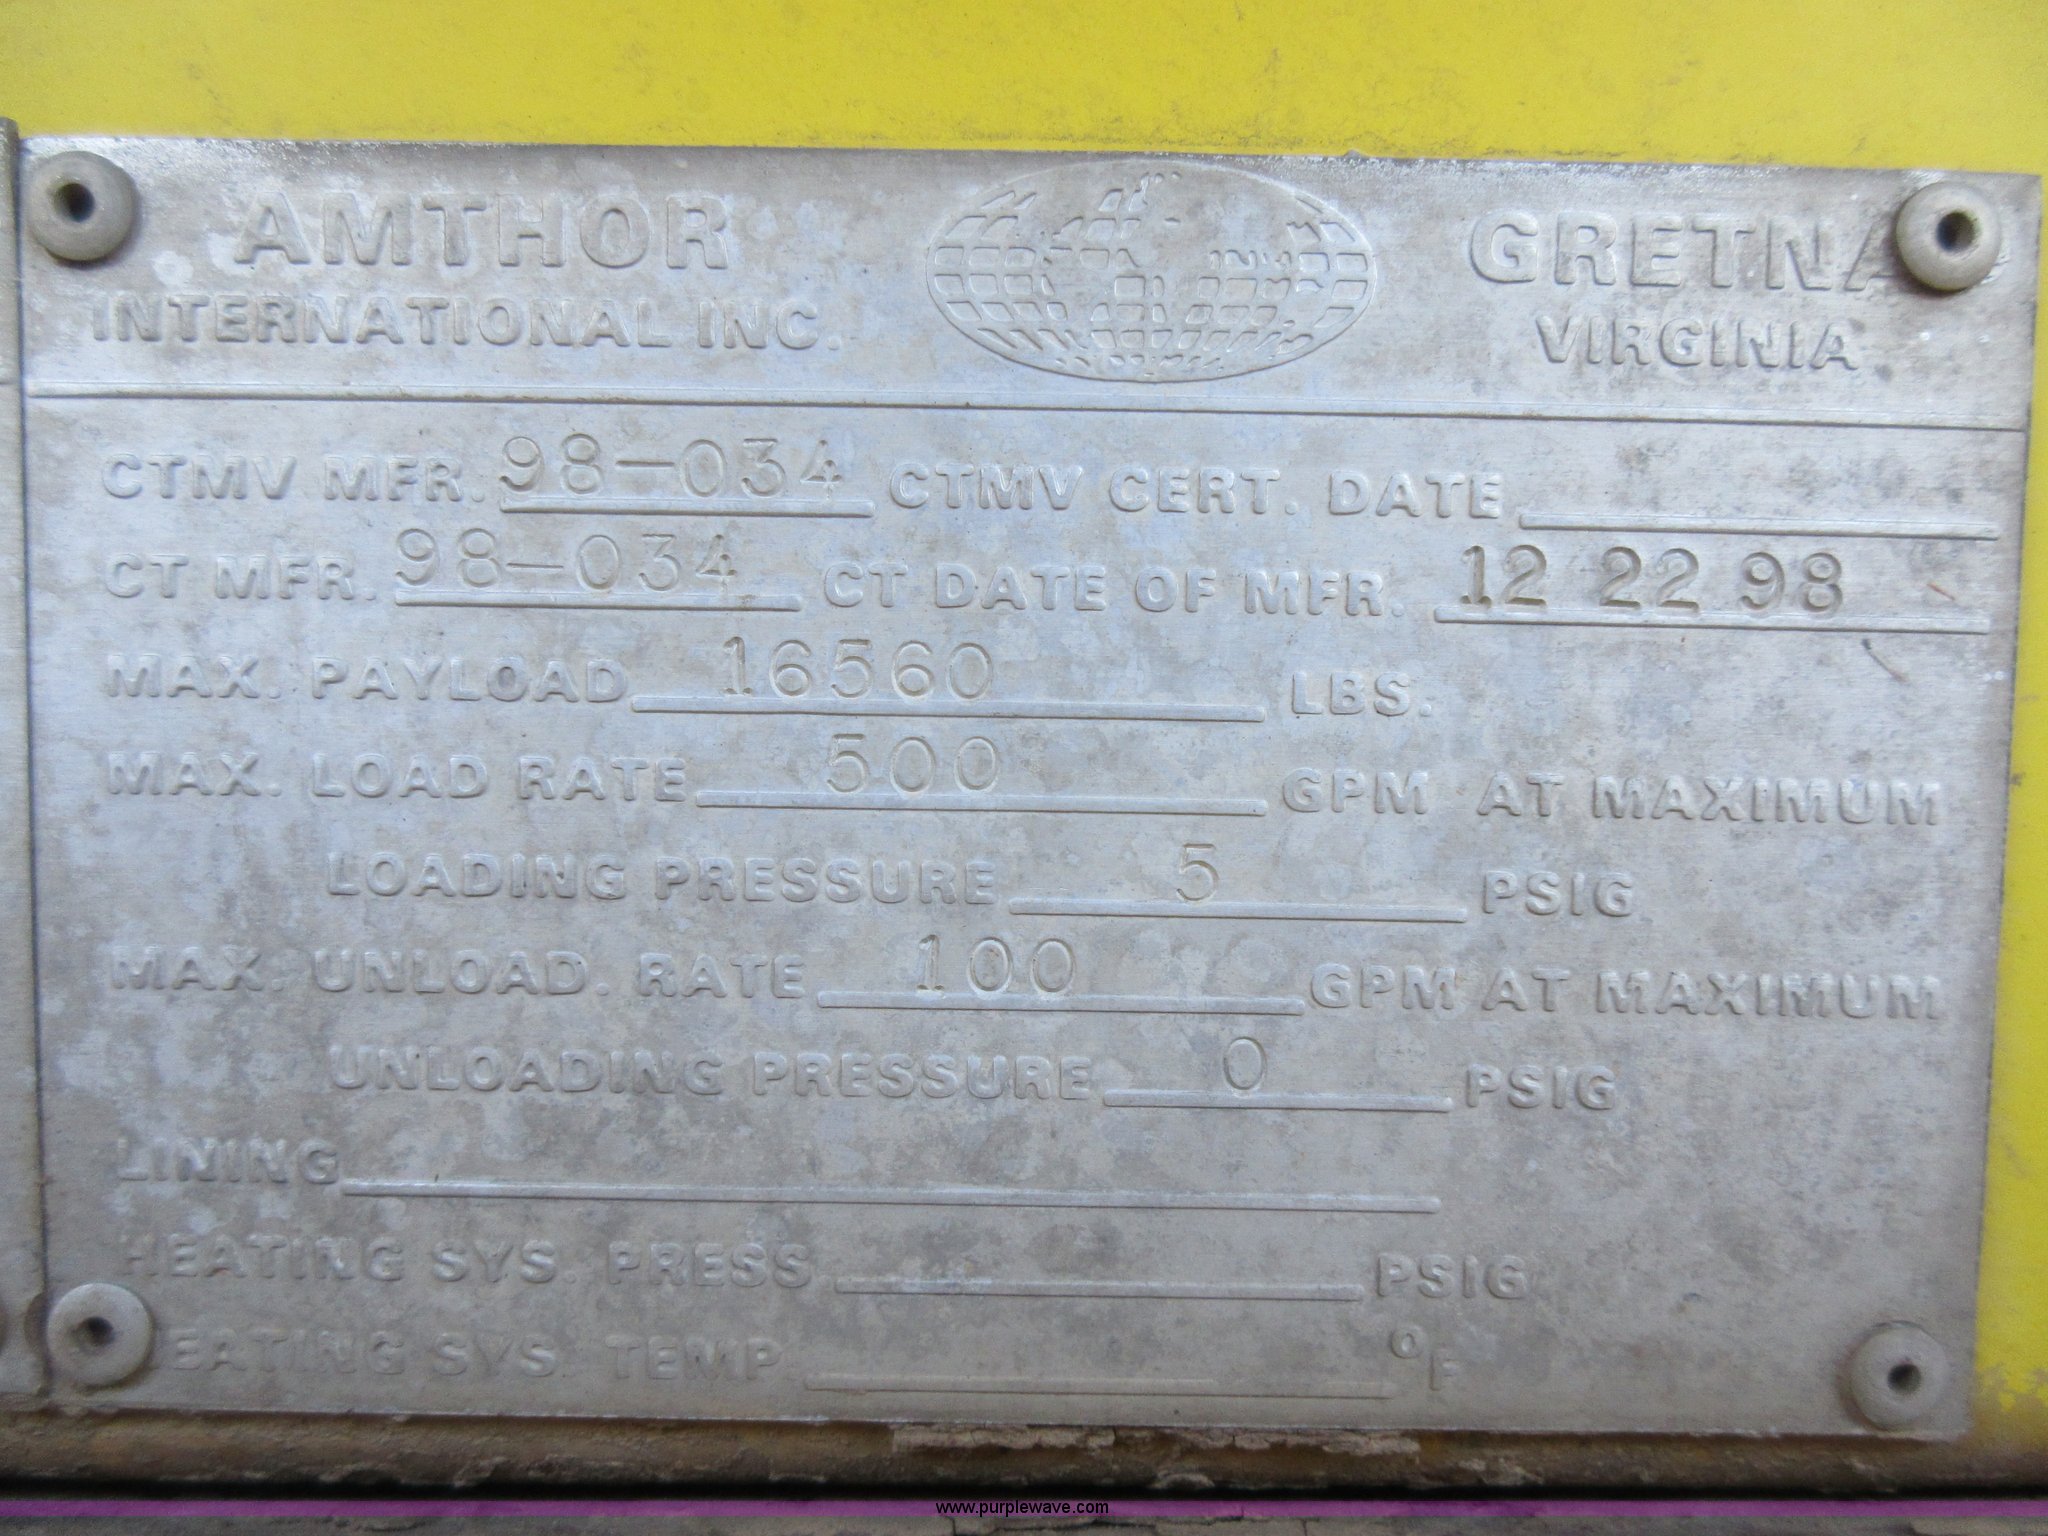 AMTHOR GRETNA
INTERNATIONAL INC. VIRGINIA
CTMV MFR. 98-034 CTMV CERT. DATE
CT MFR. 98-034 CT DATE OF MFR. 12 22 98
MAX. PAYLOAD 16560 LBS.
MAX. LOAD RATE 500 GPM AT MAXIMUM
LOADING PRESSURE 5 PSIG
MAX. UNLOAD. RATE 100 GPM AT MAXIMUM
UNLOADING PRESSURE 0 PSIG
LINING
HEATING SYS. PRESS PSIG
HEATING SYS. TEMP. °F
www.purplewave.com